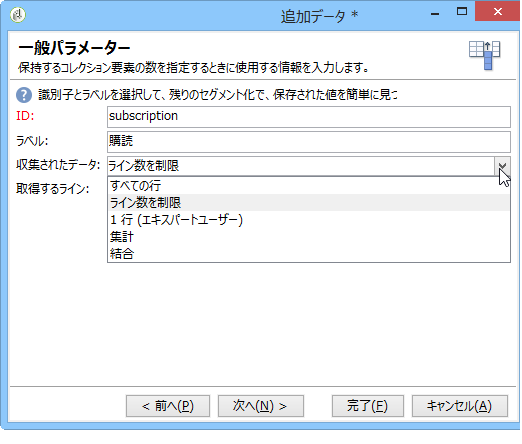 追加データ *
一般パラメーター
保持するコレクション要素の数を指定するときに使用する情報を入力します。
識別子とラベルを選択して、残りのセグメント化で、保存された値を簡単に見つ
ID: subscription
ラベル: 購読
収集されたデータ: ライン数を制限
取得するライン: すべての行
ライン数を制限
1 行 (エキスパートユーザー)
集計
結合
< 前へ(P) 次へ(N) > 完了(F) キャンセル(A)